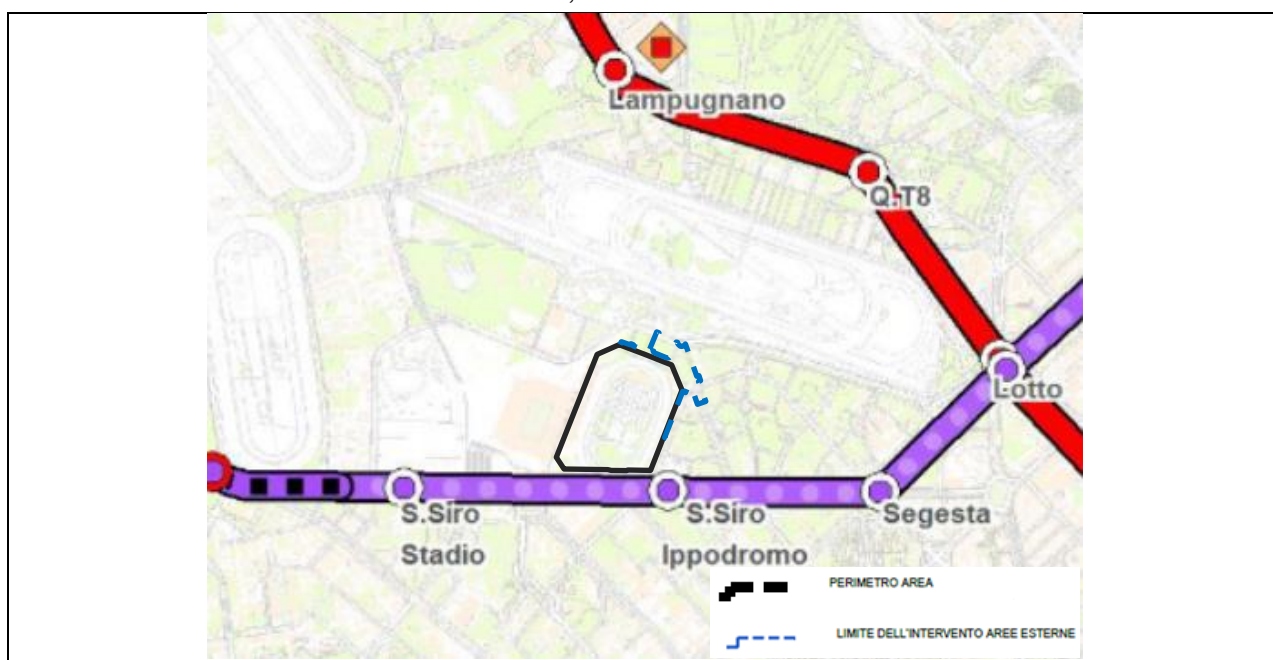 Lampugnano
Q.T8
Lotto
S.Siro
Stadio
S.Siro
Ippodromo
Segesta
PERIMETRO AREA
LIMITE DELL'INTERVENTO AREE ESTERNE